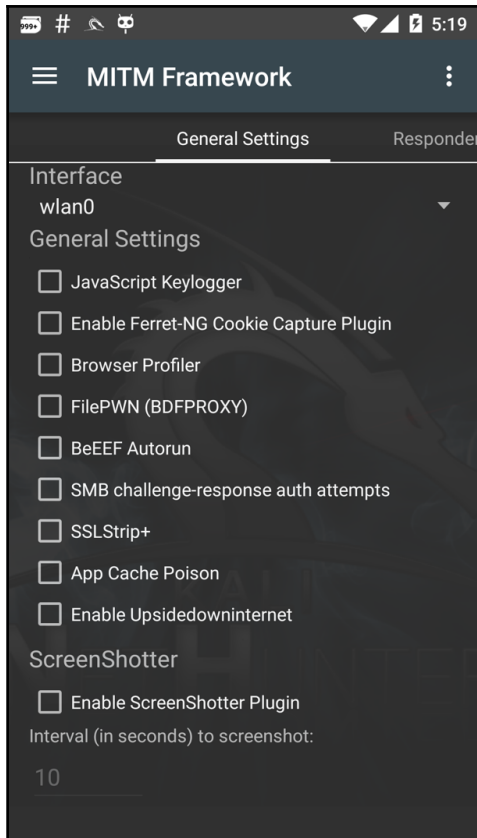 999+ # 5:19
MITM Framework
General Settings Responder
Interface
wlan0
General Settings
JavaScript Keylogger
Enable Ferret-NG Cookie Capture Plugin
Browser Profiler
FilePWN (BDFPROXY)
BeEEF Autorun
SMB challenge-response auth attempts
SSLStrip+
App Cache Poison
Enable Upsidedowninternet
ScreenShotter
Enable ScreenShotter Plugin
Interval (in seconds) to screenshot:
10